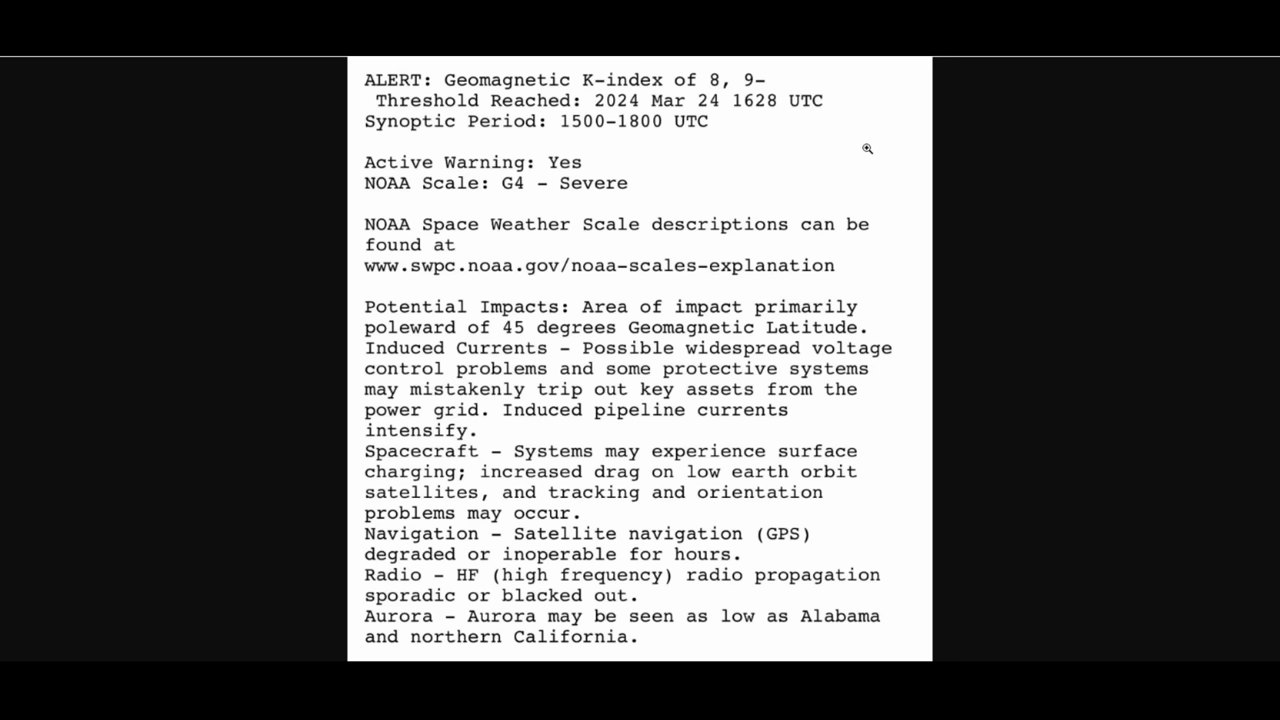 ALERT: Geomagnetic K-index of 8, 9-
Threshold Reached: 2024 Mar 24 1628 UTC
Synoptic Period: 1500-1800 UTC
Active Warning: Yes
NOAA Scale: G4 - Severe
NOAA Space Weather Scale descriptions can be
found at
www.swpc.noaa.gov/noaa-scales-explanation
Potential Impacts: Area of impact primarily
poleward of 45 degrees Geomagnetic Latitude.
Induced Currents - Possible widespread voltage
control problems and some protective systems
may mistakenly trip out key assets from the
power grid. Induced pipeline currents
intensify.
Spacecraft - Systems may experience surface
charging; increased drag on low earth orbit
satellites, and tracking and orientation
problems may occur.
Navigation - Satellite navigation (GPS)
degraded or inoperable for hours.
Radio - HF (high frequency) radio propagation
sporadic or blacked out.
Aurora - Aurora may be seen as low as Alabama
and northern California.